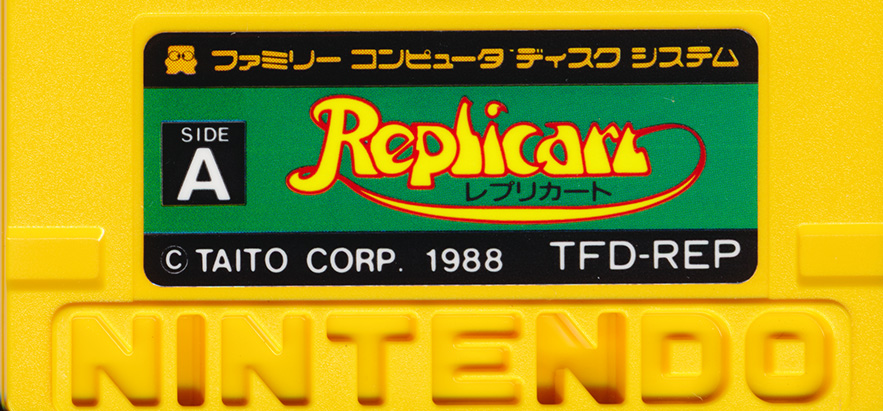 ファミリー コンピュータ ディスク システム
SIDE
A
Replicart
レプリカート
© TAITO CORP. 1988 TFD-REP
NINTENDO